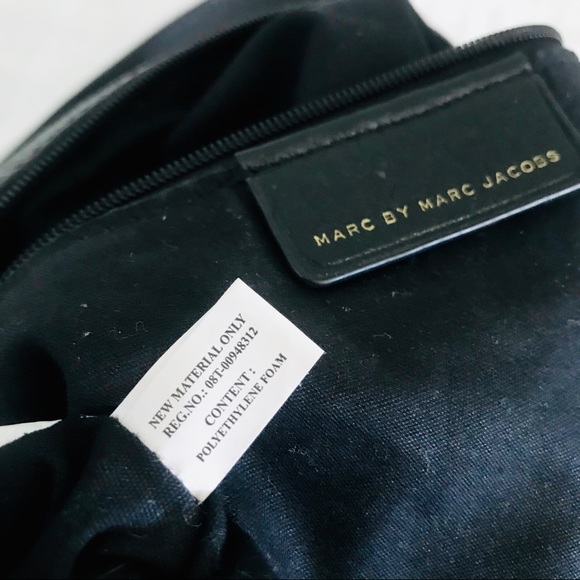 MARC BY MARC JACOBS
NEW MATERIAL ONLY
REG.NO.: 08T-00948312
CONTENT :
POLYETHYLENE FOAM